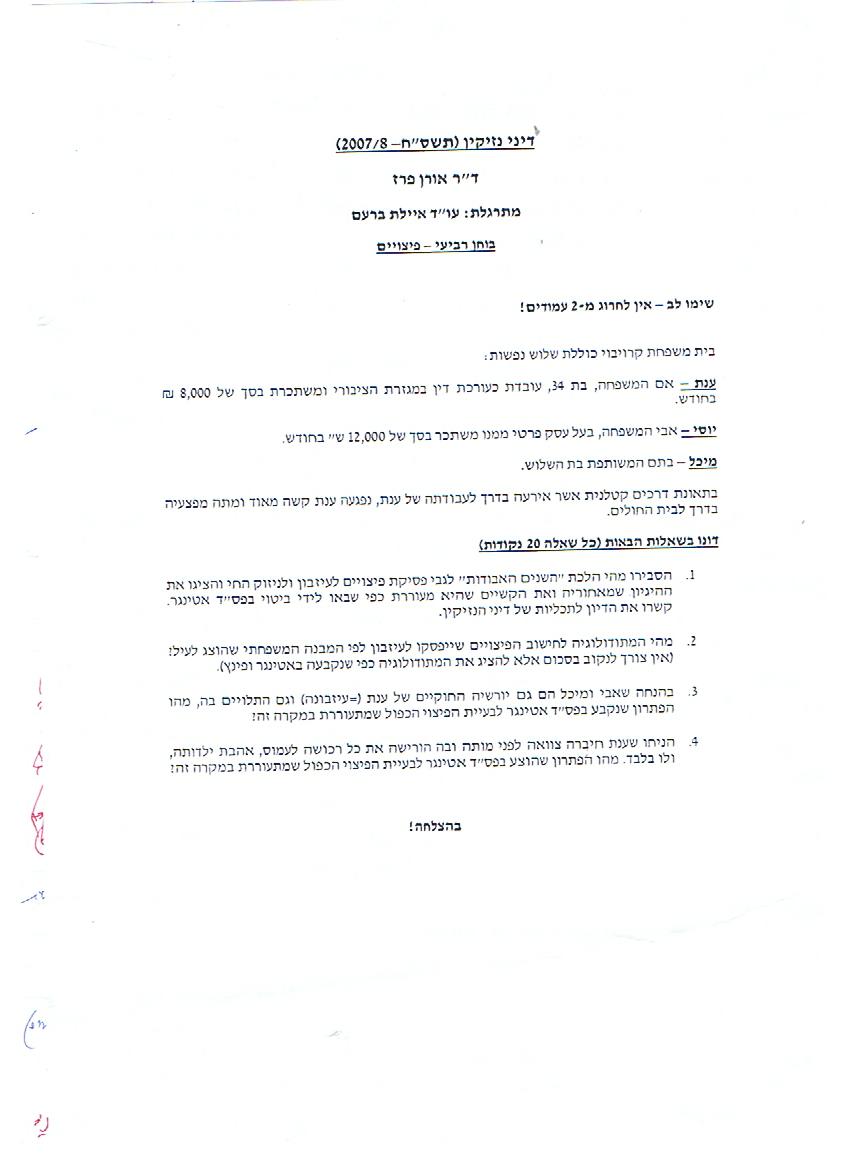 דיני נזיקין (תשס"ח – 2007/8)
ד"ר אורן פרז
מתרגלת: עו"ד איילת ברעם
בוחן רביעי – פיצויים
שימו לב – אין לחרוג מ-2 עמודים!
בית משפחת קרויבוי כוללת שלוש נפשות:
ענת – אם המשפחה, בת 34, עובדת כעורכת דין במגזרת הציבורי ומשתכרת בסך של 8,000 ₪
בחודש.
יוסי – אבי המשפחה, בעל עסק פרטי ממנו משתכר בסך של 12,000 ש" בחודש.
מיכל – בתם המשותפת בת השלוש.
בתאונת דרכים קטלנית אשר אירעה בדרך לעבודתה של ענת, נפגעה ענת קשה מאוד ומתה מפצעיה
בדרך לבית החולים.
דונו בשאלות הבאות (כל שאלה 20 נקודות)
1. הסבירו מהי הלכת "השנים האבודות" לגבי פסיקת פיצויים לעיזבון ולניזוק החי והציגו את
ההיגיון שמאחוריה ואת הקשיים שהיא מעוררת כפי שבאו לידי ביטוי בפס"ד אטינגר.
קשרו את הדיון לתכליות של דיני הנזיקין.
2. מהי המתודולוגיה לחישוב הפיצויים שייפסקו לעיזבון לפי המבנה המשפחתי שהוצג לעיל?
(אין צורך לנקוב בסכום אלא להציג את המתודולוגיה כפי שנקבעה באטינגר ופינץ).
3. בהנחה שאבי ומיכל הם גם יורשיה החוקיים של ענת (=עיזבונה) וגם התלויים בה, מהו
הפתרון שנקבע בפס"ד אטינגר לבעיית הפיצוי הכפול שמתעוררת במקרה זה?
4. הניחו שענת חיברה צוואה לפני מותה ובה הורישה את כל רכושה לעמוס, אהבת ילדותה,
ולו בלבד. מהו הפתרון שהוצע בפס"ד אטינגר לבעיית הפיצוי הכפול שמתעוררת במקרה זה?
בהצלחה!